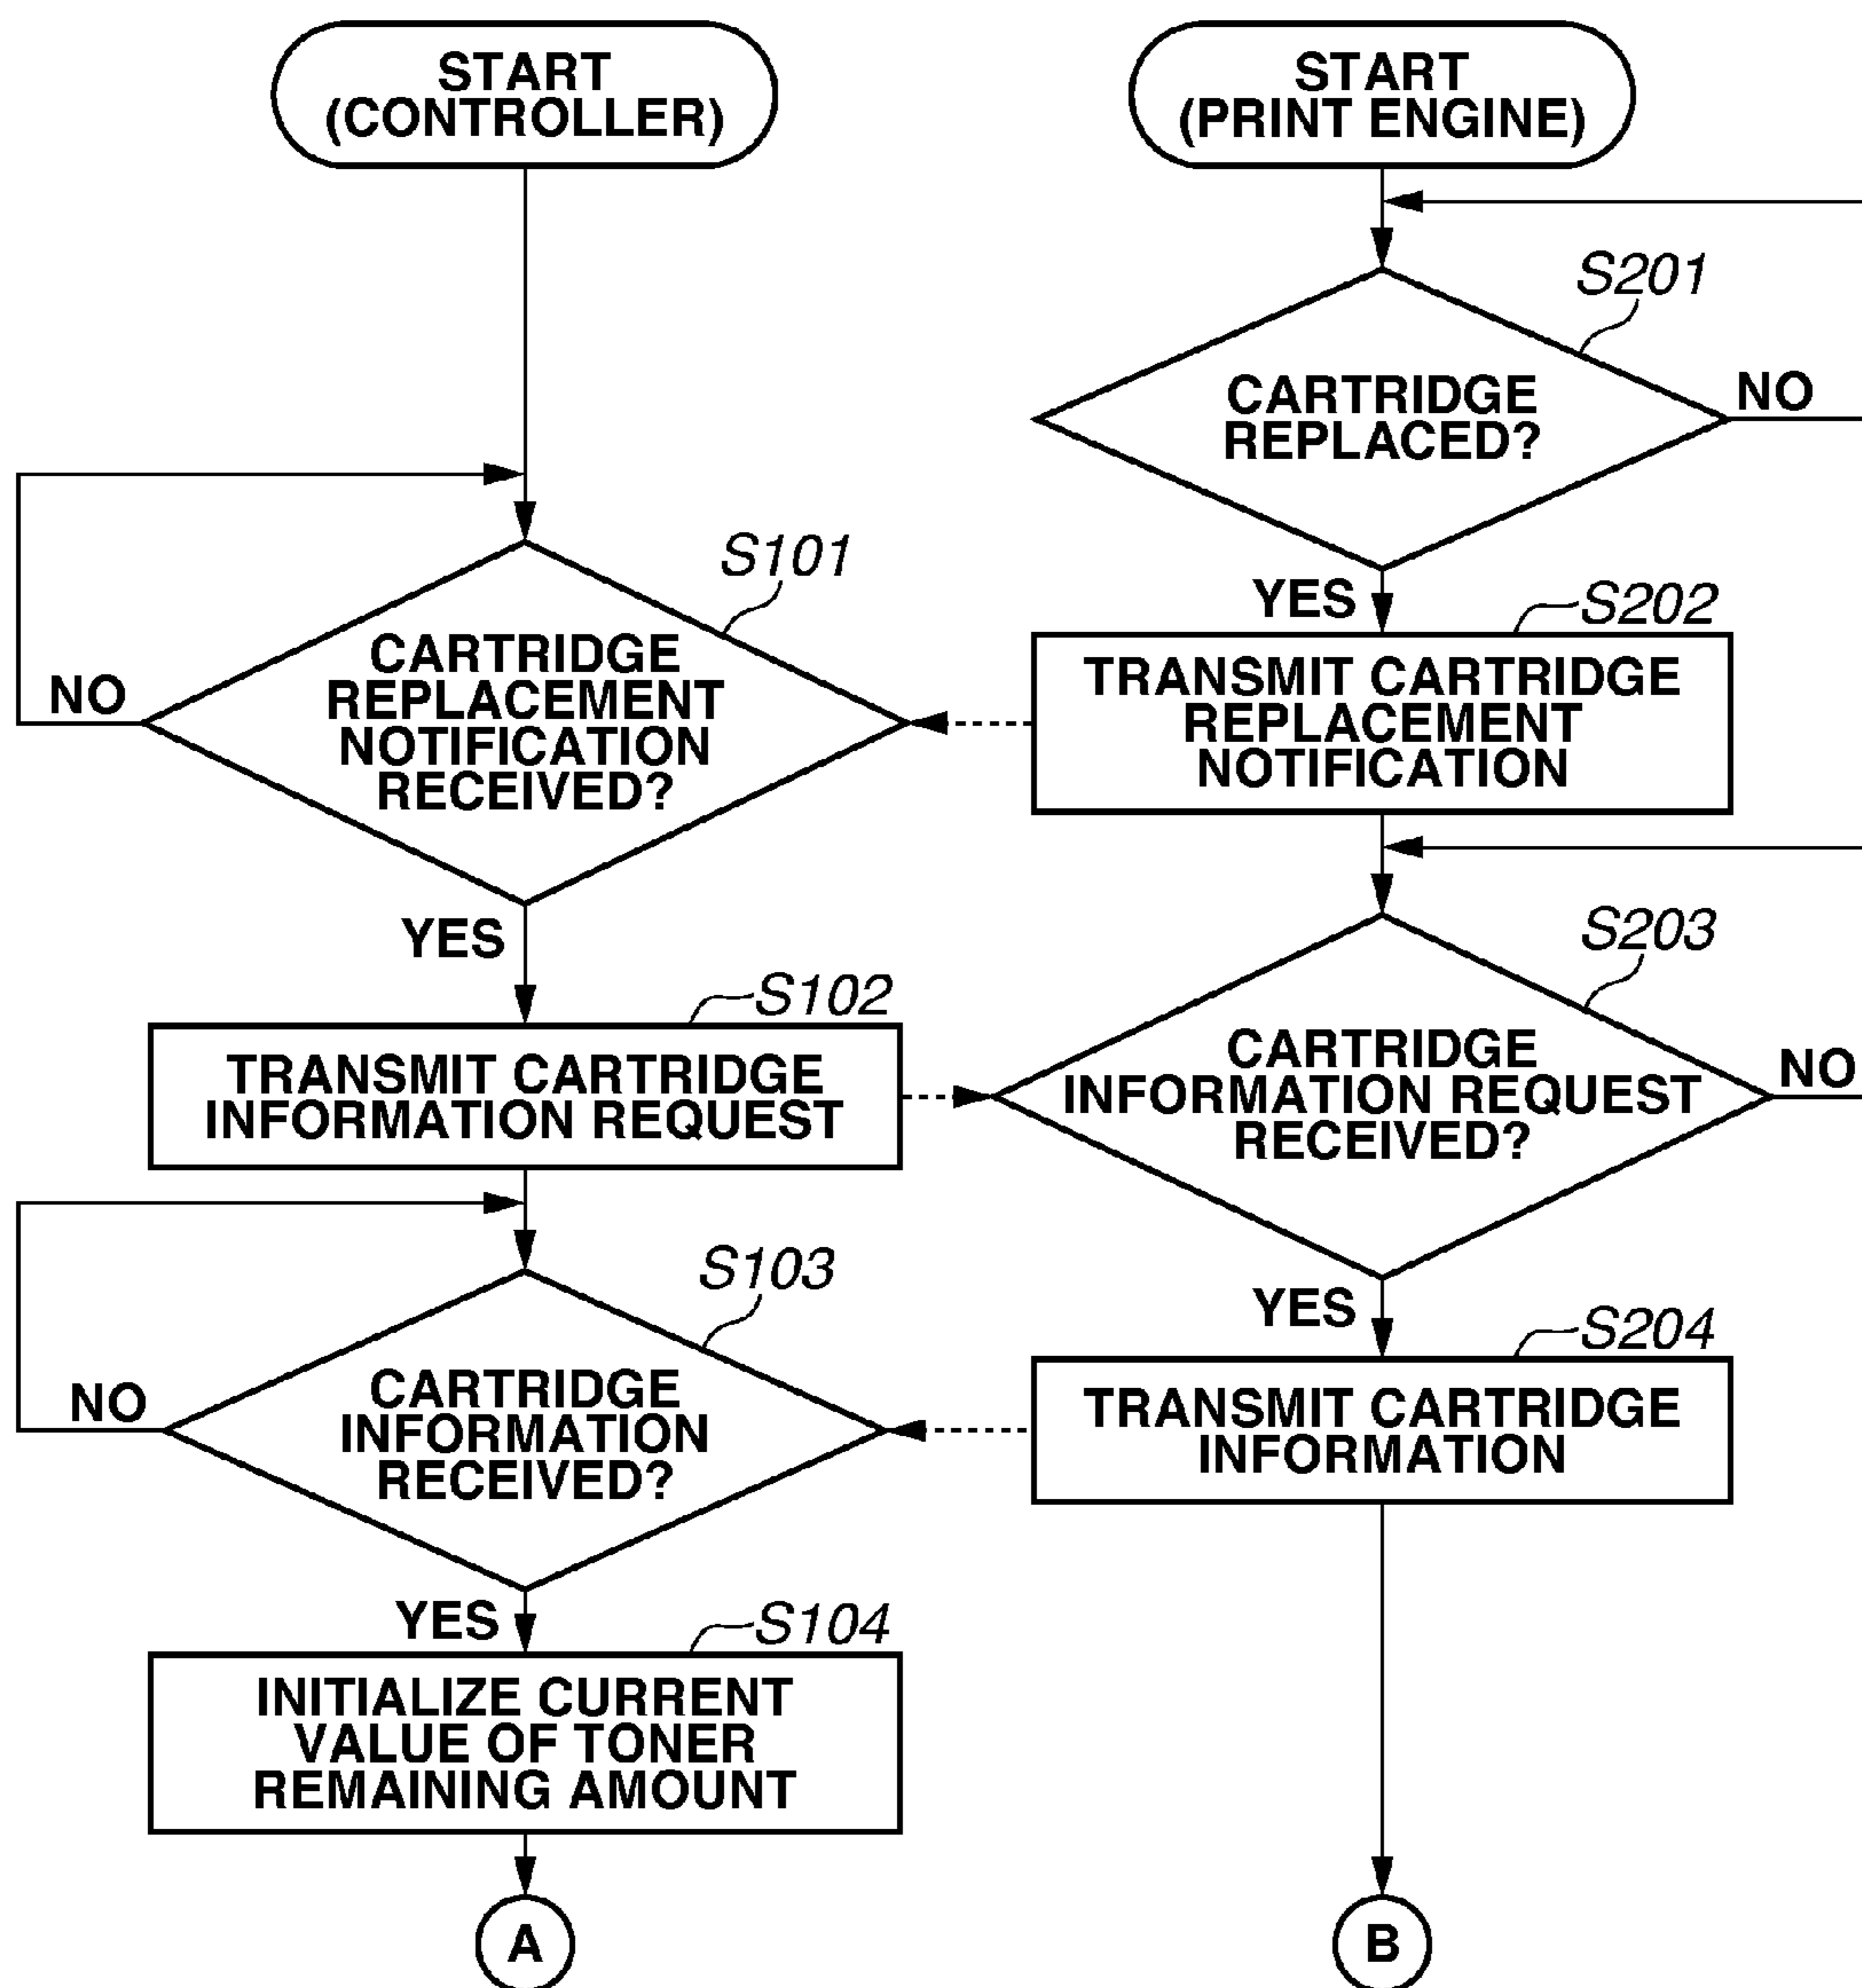 START
(CONTROLLER)
S101
CARTRIDGE
REPLACEMENT
NOTIFICATION
RECEIVED?
NO
YES
S102
TRANSMIT CARTRIDGE
INFORMATION REQUEST
S103
CARTRIDGE
INFORMATION
RECEIVED?
NO
YES
S104
INITIALIZE CURRENT
VALUE OF TONER
REMAINING AMOUNT
A
START
(PRINT ENGINE)
S201
CARTRIDGE
REPLACED?
NO
YES
S202
TRANSMIT CARTRIDGE
REPLACEMENT
NOTIFICATION
S203
CARTRIDGE
INFORMATION REQUEST
RECEIVED?
NO
YES
S204
TRANSMIT CARTRIDGE
INFORMATION
B